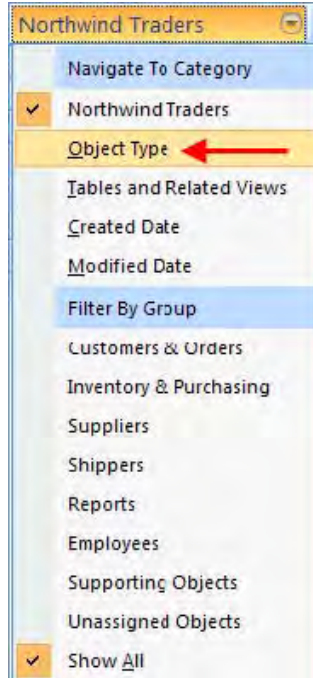 Northwind Traders
Navigate To Category
Northwind Traders
Object Type
Tables and Related Views
Created Date
Modified Date
Filter By Group
Customers & Orders
Inventory & Purchasing
Suppliers
Shippers
Reports
Employees
Supporting Objects
Unassigned Objects
Show All